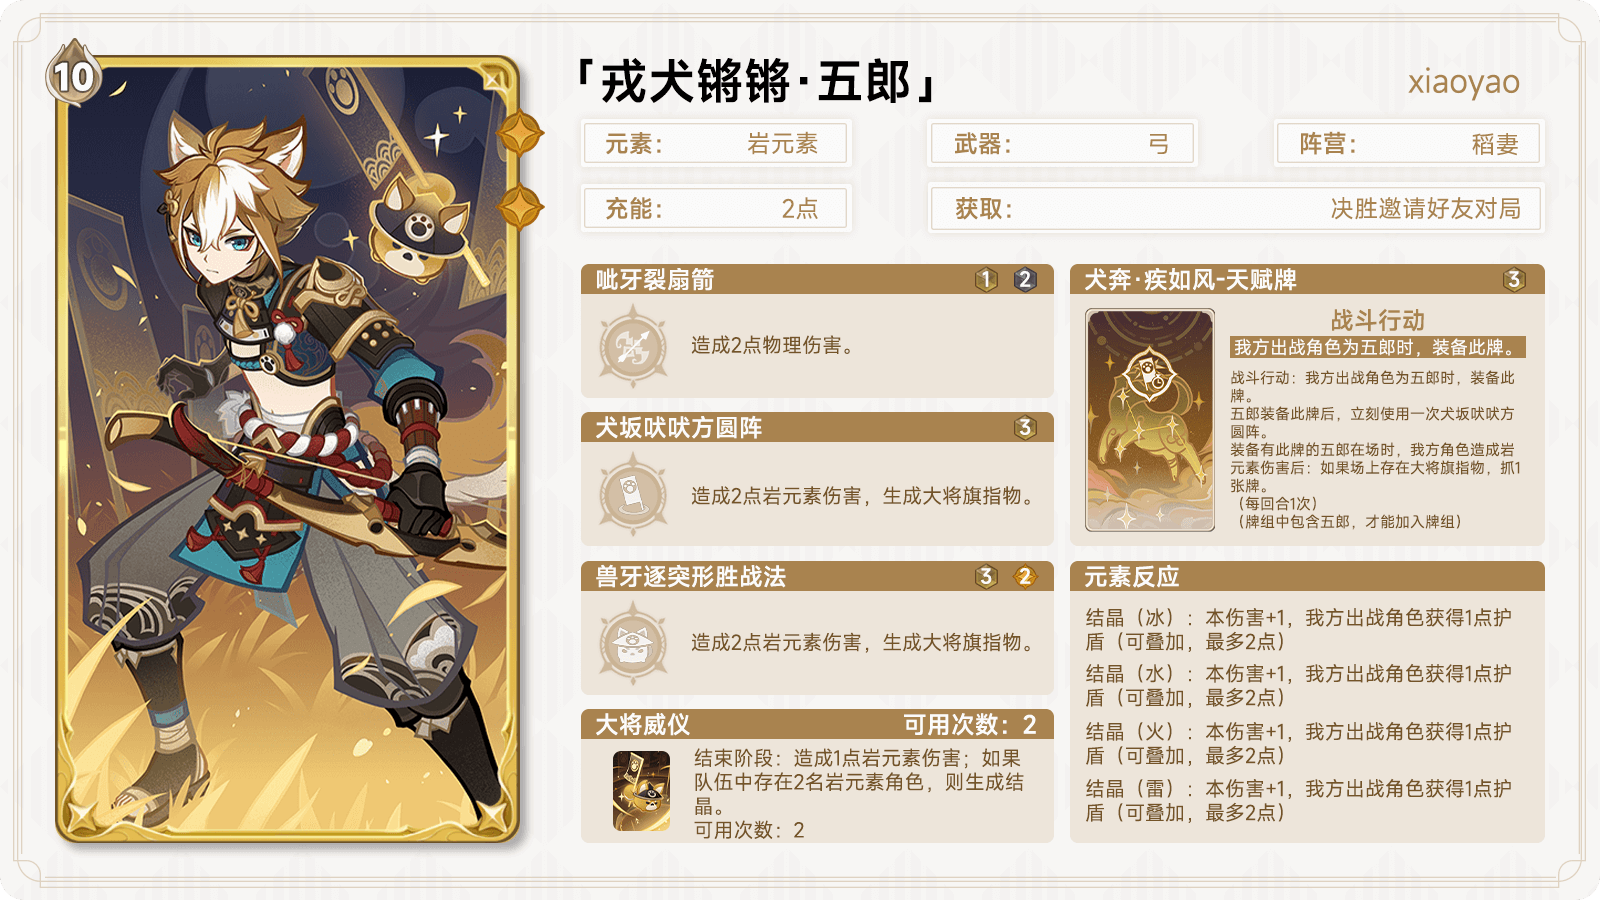 10
「戎犬锵锵·五郎」
xiaoyao
元素： 岩元素
武器： 弓
阵营： 稻妻
充能： 2点
获取： 决胜邀请好友对局
呲牙裂扇箭 1 2
造成2点物理伤害。
犬坂吠吠方圆阵 3
造成2点岩元素伤害，生成大将旗指物。
兽牙逐突形胜战法 3 2
造成2点岩元素伤害，生成大将旗指物。
大将威仪 可用次数：2
结束阶段：造成1点岩元素伤害；如果
队伍中存在2名岩元素角色，则生成结
晶。
可用次数：2
犬奔·疾如风-天赋牌 3
战斗行动
我方出战角色为五郎时，装备此牌。
战斗行动：我方出战角色为五郎时，装备此
牌。
五郎装备此牌后，立刻使用一次犬坂吠吠方
圆阵。
装备有此牌的五郎在场时，我方角色造成岩
元素伤害后：如果场上存在大将旗指物，抓1
张牌。
（每回合1次）
（牌组中包含五郎，才能加入牌组）
元素反应
结晶（冰）：本伤害+1，我方出战角色获得1点护
盾（可叠加，最多2点）
结晶（水）：本伤害+1，我方出战角色获得1点护
盾（可叠加，最多2点）
结晶（火）：本伤害+1，我方出战角色获得1点护
盾（可叠加，最多2点）
结晶（雷）：本伤害+1，我方出战角色获得1点护
盾（可叠加，最多2点）